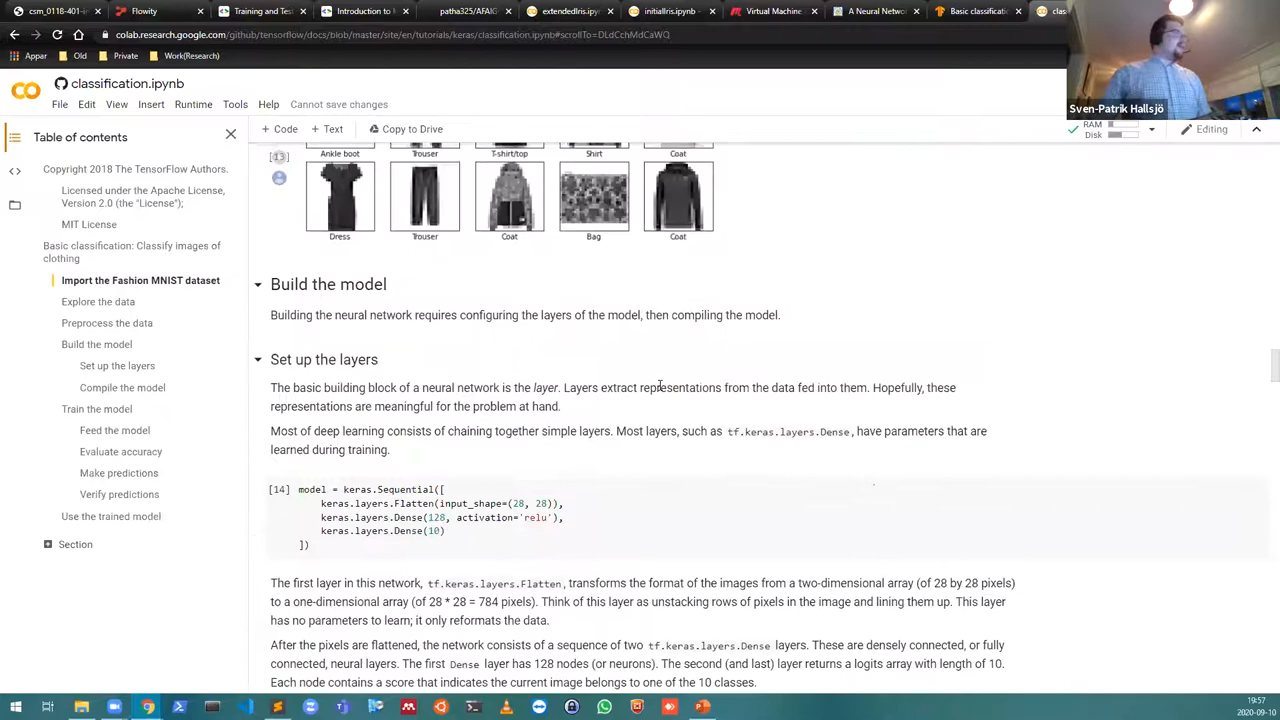 csm_0118-401-i
Flowity
Training and Tes
Introduction to M
patha325/AFAIG
extendedIris.ipy
initialIris.ipynb -
Virtual Machine
A Neural Netwo
Basic classificati
clas
colab.research.google.com/github/tensorflow/docs/blob/master/site/en/tutorials/keras/classification.ipynb#scrollTo=DLdCchMdCaWQ
Appar
Old
Private
Work(Research)
Sven-Patrik Hallsjö
classification.ipynb
File Edit View Insert Runtime Tools Help Cannot save changes
Table of contents
+ Code + Text Copy to Drive
RAM
Disk
Editing
Copyright 2018 The TensorFlow Authors.
Licensed under the Apache License,
Version 2.0 (the "License");
MIT License
Basic classification: Classify images of
clothing
Import the Fashion MNIST dataset
Explore the data
Preprocess the data
Build the model
Set up the layers
Compile the model
Train the model
Feed the model
Evaluate accuracy
Make predictions
Verify predictions
Use the trained model
Section
[13]
Ankle boot Trouser T-shirt/top Shirt Coat
Dress Trouser Coat Bag Coat
Build the model
Building the neural network requires configuring the layers of the model, then compiling the model.
Set up the layers
The basic building block of a neural network is the layer. Layers extract representations from the data fed into them. Hopefully, these
representations are meaningful for the problem at hand.
Most of deep learning consists of chaining together simple layers. Most layers, such as tf.keras.layers.Dense, have parameters that are
learned during training.
[14] model = keras.Sequential([
keras.layers.Flatten(input_shape=(28, 28)),
keras.layers.Dense(128, activation='relu'),
keras.layers.Dense(10)
])
The first layer in this network, tf.keras.layers.Flatten, transforms the format of the images from a two-dimensional array (of 28 by 28 pixels)
to a one-dimensional array (of 28 * 28 = 784 pixels). Think of this layer as unstacking rows of pixels in the image and lining them up. This layer
has no parameters to learn; it only reformats the data.
After the pixels are flattened, the network consists of a sequence of two tf.keras.layers.Dense layers. These are densely connected, or fully
connected, neural layers. The first Dense layer has 128 nodes (or neurons). The second (and last) layer returns a logits array with length of 10.
Each node contains a score that indicates the current image belongs to one of the 10 classes.
19:57
2020-09-10